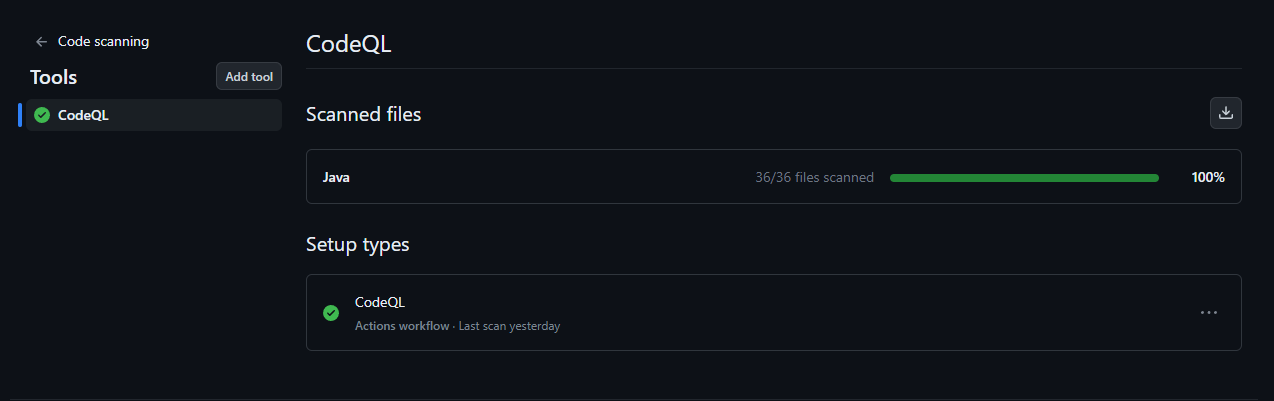 Code scanning
Tools
Add tool
CodeQL
CodeQL
Scanned files
Java 36/36 files scanned 100%
Setup types
CodeQL
Actions workflow · Last scan yesterday